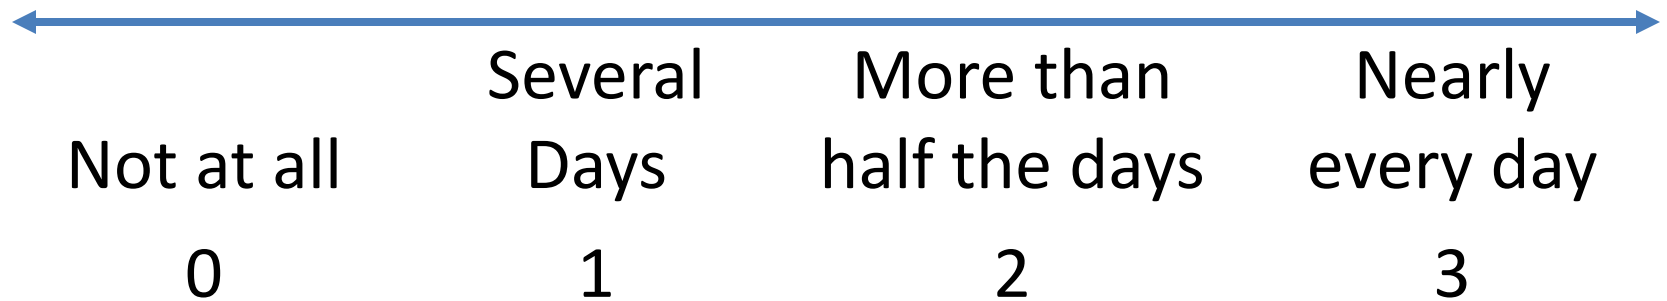 Several More than Nearly
Not at all Days half the days every day
0 1 2 3